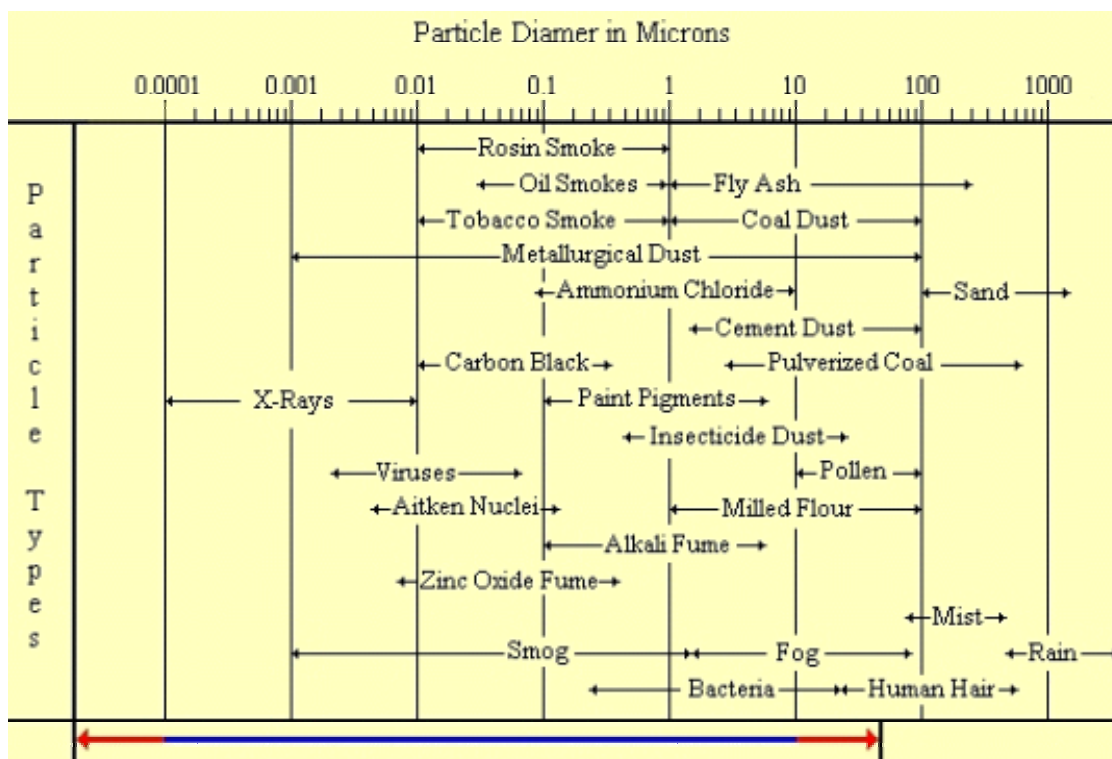 Particle Diamer in Microns
0.0001 0.001 0.01 0.1 1 10 100 1000
Particle Types
Rosin Smoke
Oil Smokes Fly Ash
Tobacco Smoke Coal Dust
Metallurgical Dust
Ammonium Chloride Sand
Cement Dust
Carbon Black Pulverized Coal
X-Rays Paint Pigments
Insecticide Dust
Viruses Pollen
Aitken Nuclei Milled Flour
Alkali Fume
Zinc Oxide Fume
Mist
Smog Fog Rain
Bacteria Human Hair